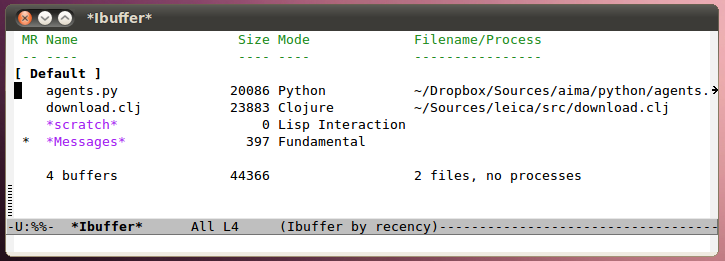 *Ibuffer*
MR Name Size Mode Filename/Process
-- ---- ---- ---- ----------------
[ Default ]
agents.py 20086 Python ~/Dropbox/Sources/aima/python/agents.
download.clj 23883 Clojure ~/Sources/leica/src/download.clj
*scratch* 0 Lisp Interaction
* *Messages* 397 Fundamental
4 buffers 44366 2 files, no processes
-U:%%- *Ibuffer* All L4 (Ibuffer by recency)-----------------------------------